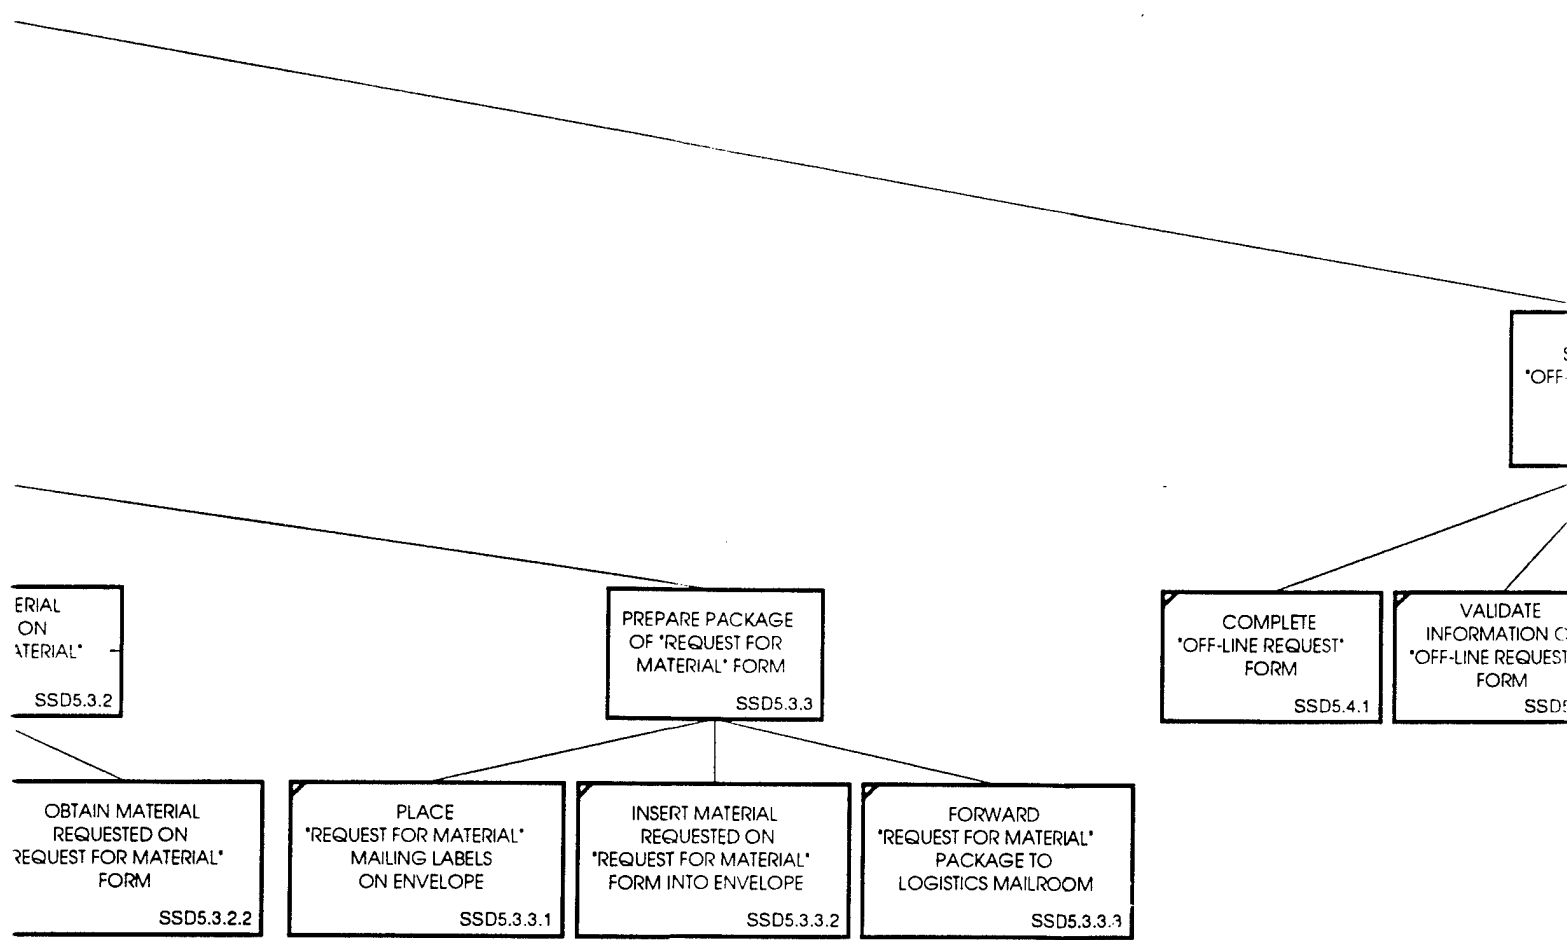 "OFF-
ERIAL
ON
ATERIAL"
SSD5.3.2
PREPARE PACKAGE
OF "REQUEST FOR
MATERIAL" FORM
SSD5.3.3
COMPLETE
"OFF-LINE REQUEST"
FORM
SSD5.4.1
VALIDATE
INFORMATION
"OFF-LINE REQUEST
FORM
SSD5
OBTAIN MATERIAL
REQUESTED ON
REQUEST FOR MATERIAL"
FORM
SSD5.3.2.2
PLACE
"REQUEST FOR MATERIAL"
MAILING LABELS
ON ENVELOPE
SSD5.3.3.1
INSERT MATERIAL
REQUESTED ON
"REQUEST FOR MATERIAL"
FORM INTO ENVELOPE
SSD5.3.3.2
FORWARD
"REQUEST FOR MATERIAL"
PACKAGE TO
LOGISTICS MAILROOM
SSD5.3.3.3